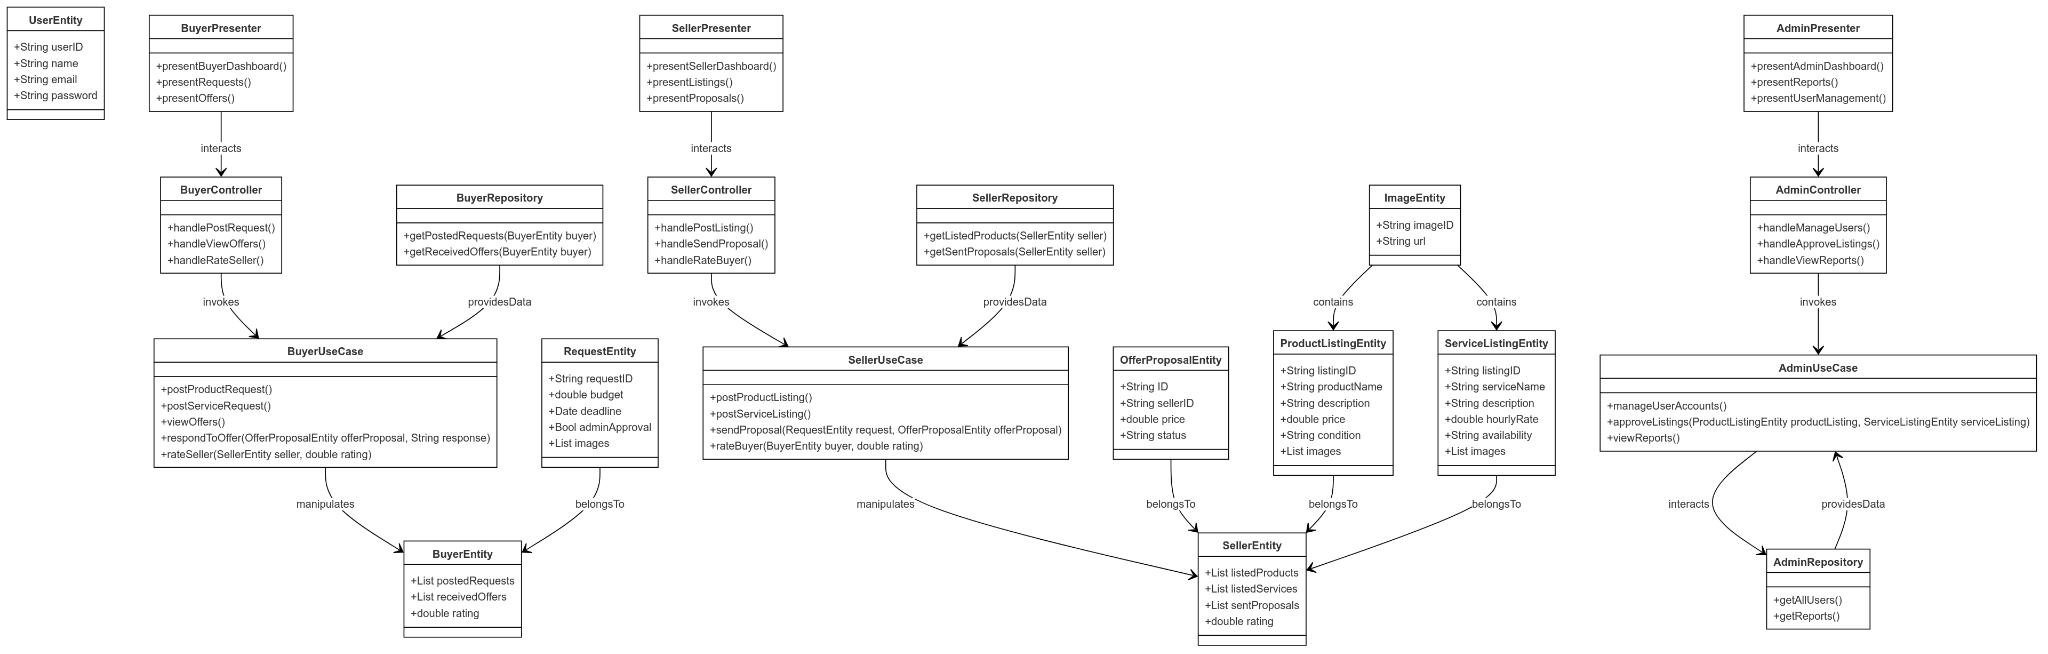 UserEntity
+String userID
+String name
+String email
+String password
BuyerPresenter
+presentBuyerDashboard()
+presentRequests()
+presentOffers()
interacts
BuyerController
+handlePostRequest()
+handleViewOffers()
+handleRateSeller()
invokes
BuyerRepository
+getPostedRequests(BuyerEntity buyer)
+getReceivedOffers(BuyerEntity buyer)
providesData
BuyerUseCase
+postProductRequest()
+postServiceRequest()
+viewOffers()
+respondToOffer(OfferProposalEntity offerProposal, String response)
+rateSeller(SellerEntity seller, double rating)
manipulates
RequestEntity
+String requestID
+double budget
+Date deadline
+Bool adminApproval
+List images
belongsTo
BuyerEntity
+List postedRequests
+List receivedOffers
+double rating
SellerPresenter
+presentSellerDashboard()
+presentListings()
+presentProposals()
interacts
SellerController
+handlePostListing()
+handleSendProposal()
+handleRateBuyer()
invokes
SellerRepository
+getListedProducts(SellerEntity seller)
+getSentProposals(SellerEntity seller)
providesData
SellerUseCase
+postProductListing()
+postServiceListing()
+sendProposal(RequestEntity request, OfferProposalEntity offerProposal)
+rateBuyer(BuyerEntity buyer, double rating)
manipulates
OfferProposalEntity
+String ID
+String sellerID
+double price
+String status
belongsTo
ImageEntity
+String imageID
+String url
contains
contains
ProductListingEntity
+String listingID
+String productName
+String description
+double price
+String condition
+List images
belongsTo
ServiceListingEntity
+String listingID
+String serviceName
+String description
+double hourlyRate
+String availability
+List images
belongsTo
SellerEntity
+List listedProducts
+List listedServices
+List sentProposals
+double rating
AdminPresenter
+presentAdminDashboard()
+presentReports()
+presentUserManagement()
interacts
AdminController
+handleManageUsers()
+handleApproveListings()
+handleViewReports()
invokes
AdminUseCase
+manageUserAccounts()
+approveListings(ProductListingEntity productListing, ServiceListingEntity serviceListing)
+viewReports()
interacts
providesData
AdminRepository
+getAllUsers()
+getReports()